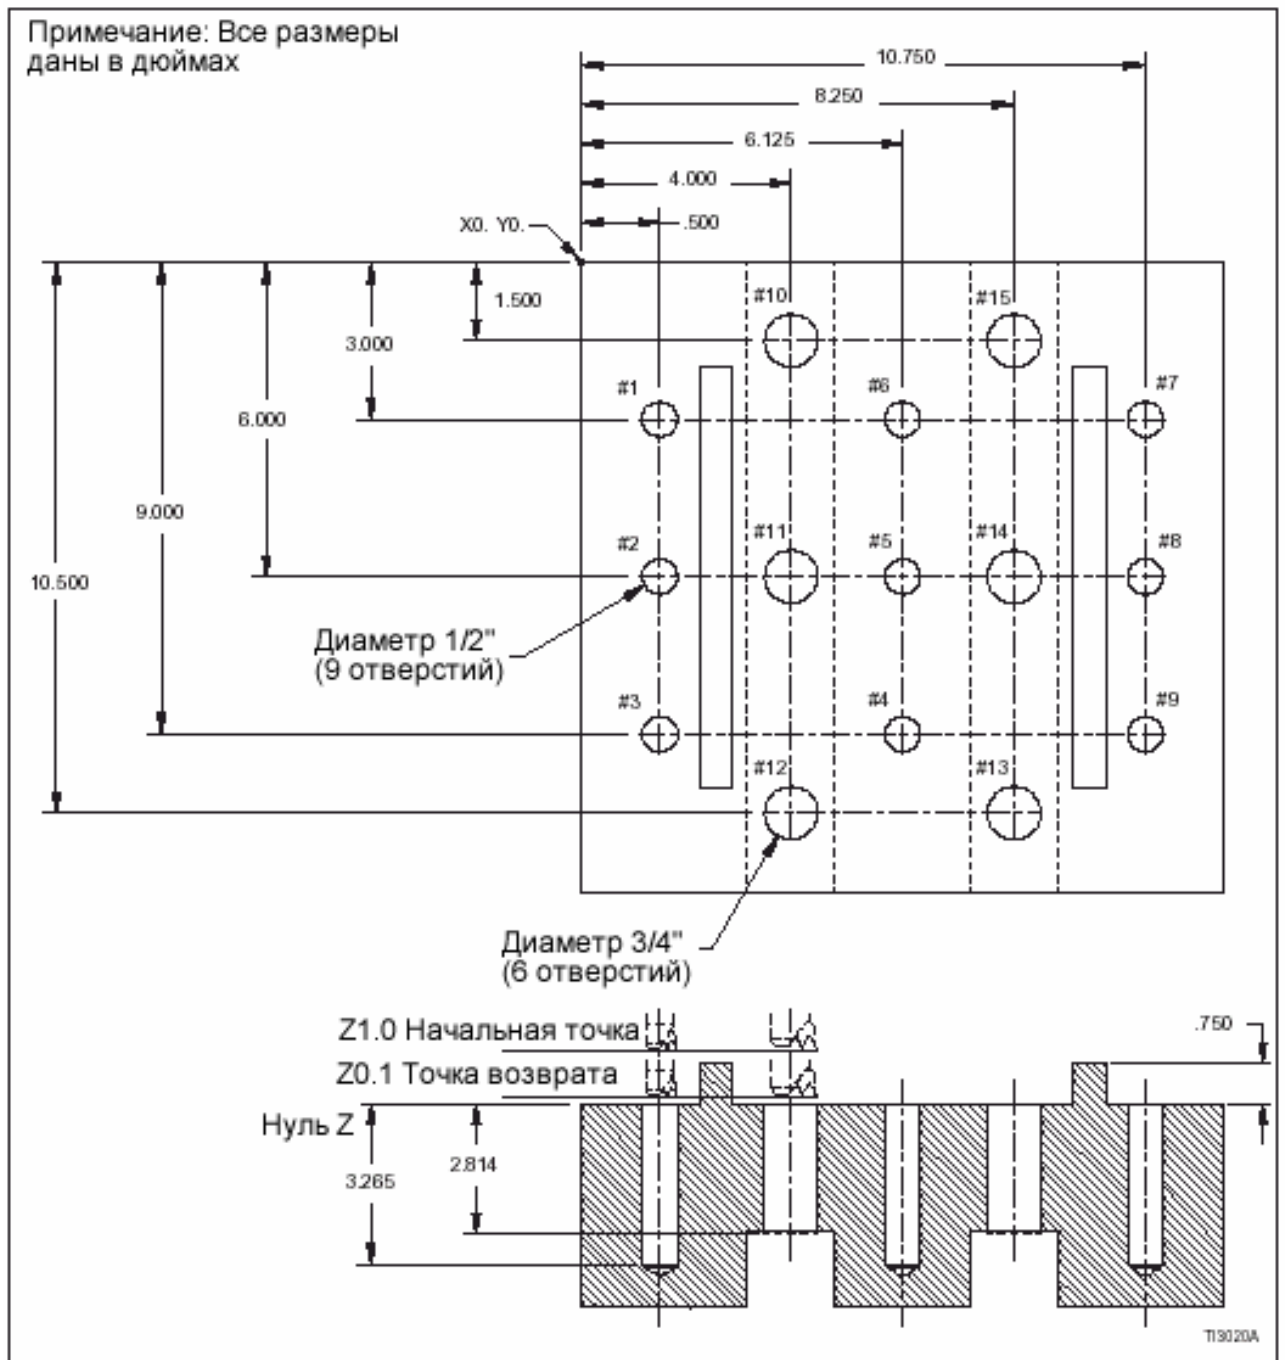 Примечание: Все размеры
даны в дюймах
10.750
8.250
6.125
4.000
.500
X0. Y0.
1.500
3.000
6.000
9.000
10.500
#10
#15
#1
#6
#7
#2
#11
#5
#14
#8
Диаметр 1/2"
(9 отверстий)
#3
#4
#9
#12
#13
Диаметр 3/4"
(6 отверстий)
Z1.0 Начальная точка
.750
Z0.1 Точка возврата
Нуль Z
2.814
3.265
TI3020A